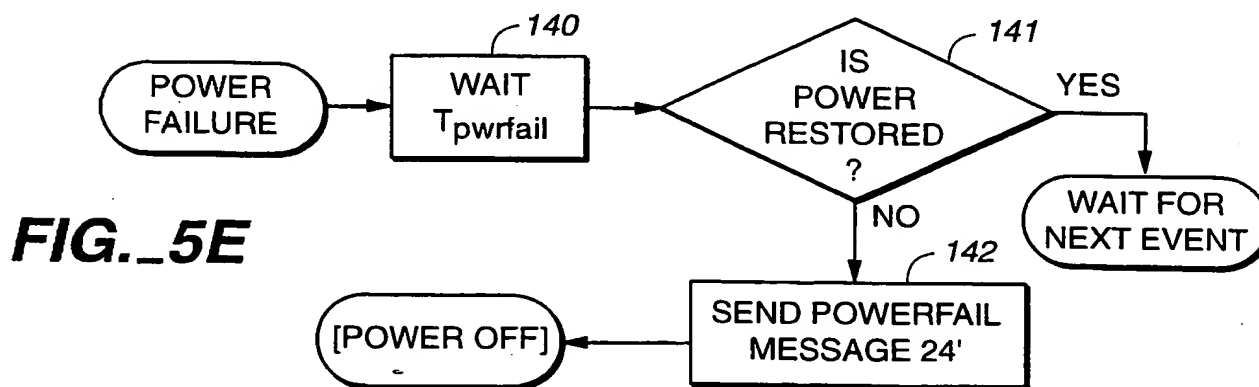 140
141
POWER
FAILURE
WAIT
Tpwrfail
IS
POWER
RESTORED
?
YES
NO
WAIT FOR
NEXT EVENT
FIG._5E
142
SEND POWERFAIL
MESSAGE 24'
[POWER OFF]